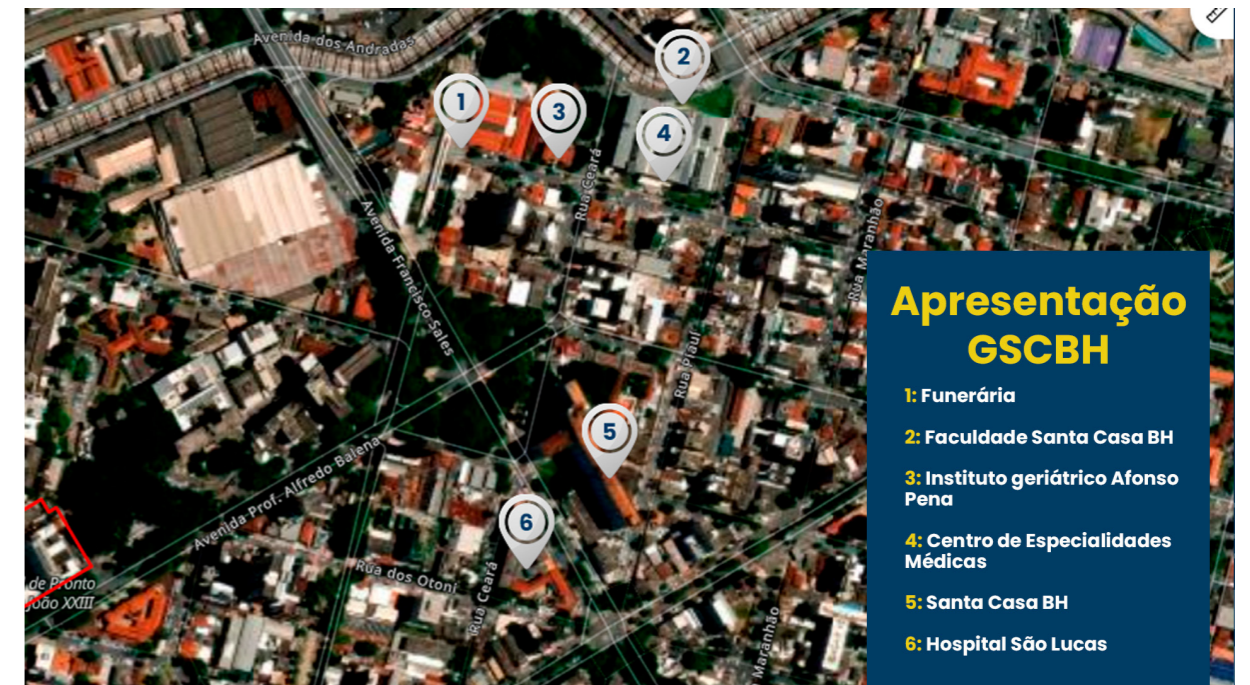 Avenida dos Andradas
2
1
3
4
Rua Ceará
Avenida Francisco Sales
Rua Maranhão
Rua Piauí
5
Avenida Prof. Alfredo Balena
6
de Pronto
João XXIII
Rua dos Otoni
Rua Ceará
Maranhão
Apresentação
GSCBH
1: Funerária
2: Faculdade Santa Casa BH
3: Instituto geriátrico Afonso
Pena
4: Centro de Especialidades
Médicas
5: Santa Casa BH
6: Hospital São Lucas